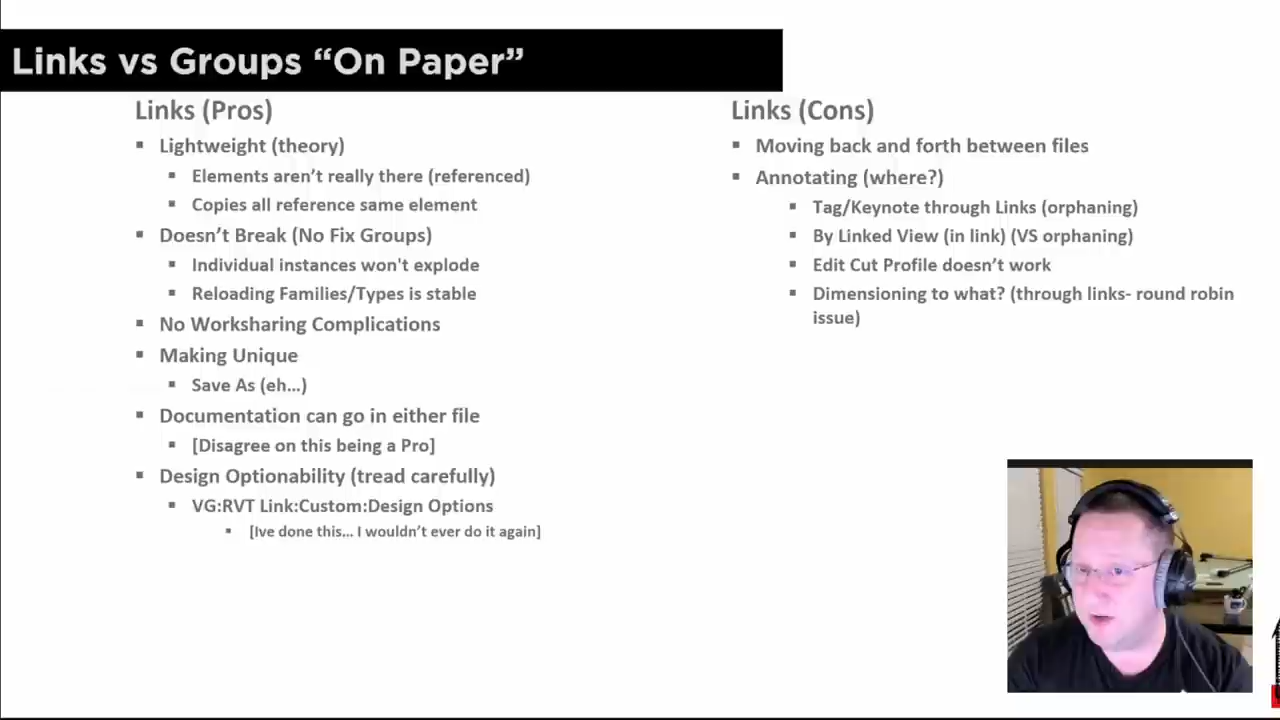 Links vs Groups “On Paper”
Links (Pros)
Lightweight (theory)
Elements aren’t really there (referenced)
Copies all reference same element
Doesn’t Break (No Fix Groups)
Individual instances won't explode
Reloading Families/Types is stable
No Worksharing Complications
Making Unique
Save As (eh…)
Documentation can go in either file
[Disagree on this being a Pro]
Design Optionability (tread carefully)
VG:RVT Link:Custom:Design Options
[Ive done this… I wouldn’t ever do it again]
Links (Cons)
Moving back and forth between files
Annotating (where?)
Tag/Keynote through Links (orphaning)
By Linked View (in link) (VS orphaning)
Edit Cut Profile doesn’t work
Dimensioning to what? (through links- round robin
issue)